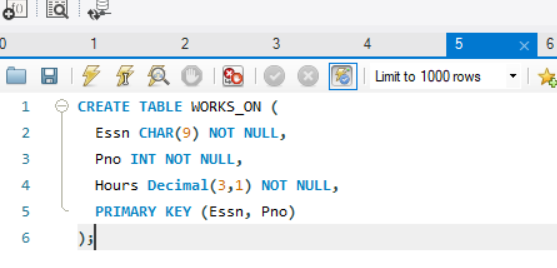 0 1 2 3 4 5 × 6
Limit to 1000 rows
1 CREATE TABLE WORKS_ON (
2 Essn CHAR(9) NOT NULL,
3 Pno INT NOT NULL,
4 Hours Decimal(3,1) NOT NULL,
5 PRIMARY KEY (Essn, Pno)
6 );